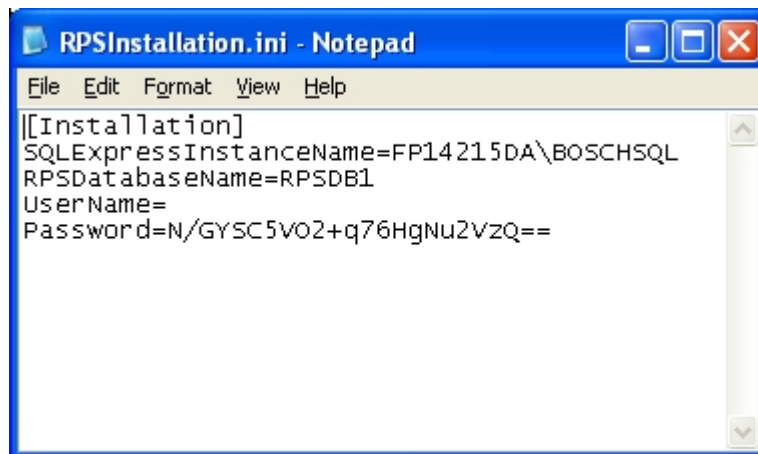 RPSInstallation.ini - Notepad
File Edit Format View Help
[Installation]
SQLExpressInstanceName=FP14215DA\BOSCHSQL
RPSDatabaseName=RPSDB1
UserName=
Password=N/GYSC5VO2+q76HgNu2VzQ==